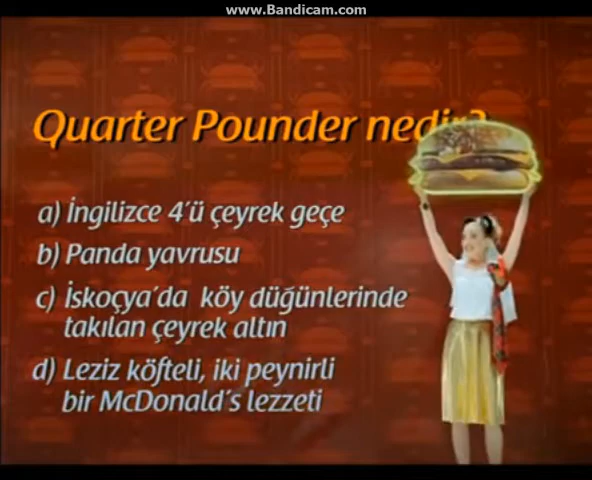 www.Bandicam.com
Quarter Pounder nedir?
a) İngilizce 4'ü çeyrek geçe
b) Panda yavrusu
c) İskoçya'da köy düğünlerinde
takılan çeyrek altın
d) Leziz köfteli, iki peynirli
bir McDonald's lezzeti